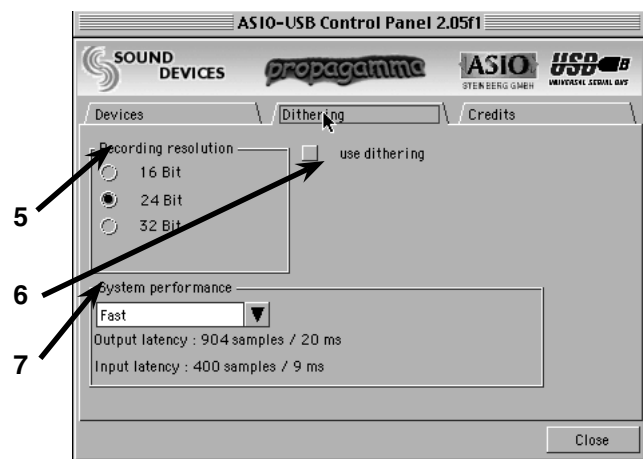 ASIO-USB Control Panel 2.05f1
SOUND
DEVICES
propagamma
ASIO
STEINBERG GMBH
USB
UNIVERSAL SERIAL BUS
Devices
Dithering
Credits
Recording resolution
use dithering
16 Bit
24 Bit
32 Bit
5
6
System performance
Fast
7
Output latency : 904 samples / 20 ms
Input latency : 400 samples / 9 ms
Close